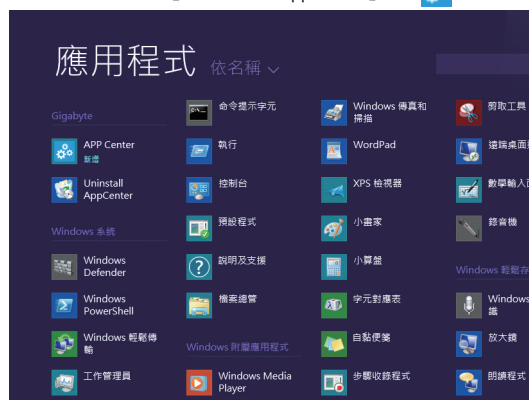 應用程式 依名稱
Gigabyte
APP Center
新增
Uninstall
AppCenter
Windows 系統
Windows
Defender
Windows
PowerShell
Windows 輕鬆傳
輸
工作管理員
命令提示字元
執行
控制台
預設程式
說明及支援
檔案總管
Windows 附屬應用程式
Windows Media
Player
Windows 傳真和
掃描
WordPad
XPS 檢視器
小畫家
小算盤
字元對應表
自黏便箋
步驟收錄程式
剪取工具
遠端桌面
數學輸入
錄音機
Windows 輕鬆存
Windows
識
放大鏡
朗讀程式